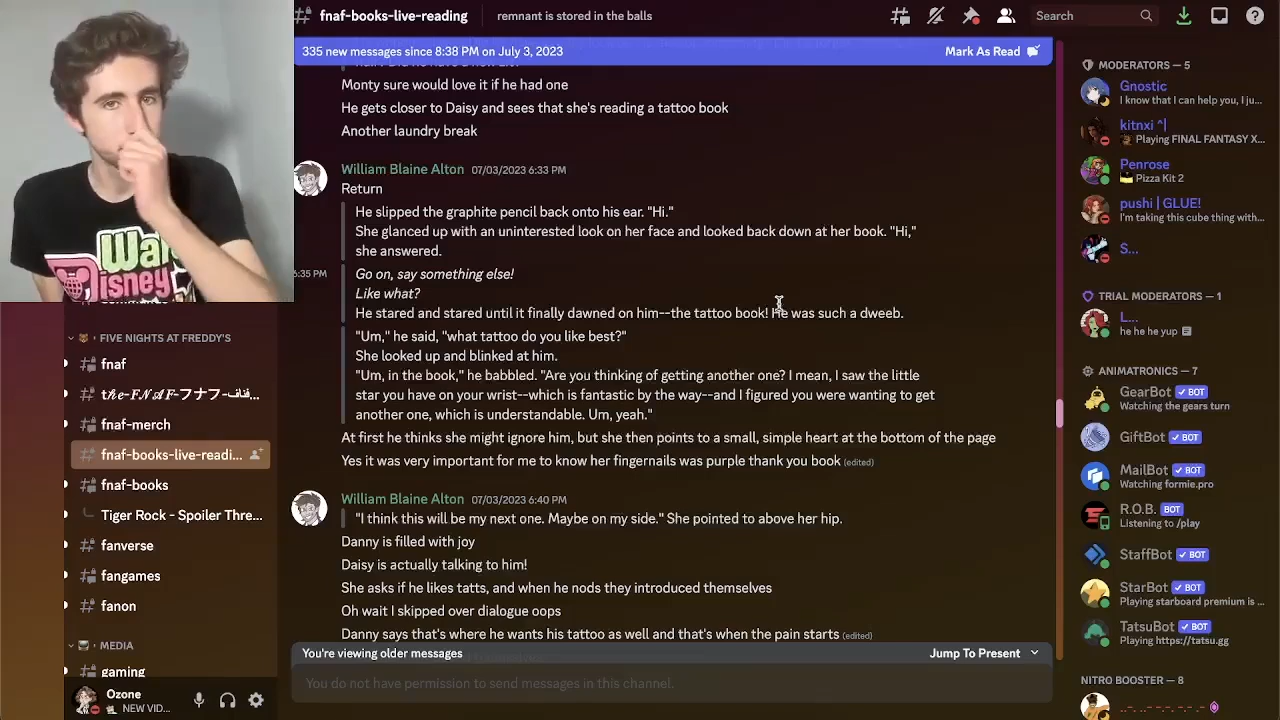 fnaf-books-live-reading
remnant is stored in the balls
Search
335 new messages since 8:38 PM on July 3, 2023
Mark As Read
Monty sure would love it if he had one
He gets closer to Daisy and sees that she's reading a tattoo book
Another laundry break
William Blaine Alton 07/03/2023 6:33 PM
Return
He slipped the graphite pencil back onto his ear. "Hi."
She glanced up with an uninterested look on her face and looked back down at her book. "Hi,"
she answered.
6:35 PM
Go on, say something else!
Like what?
He stared and stared until it finally dawned on him--the tattoo book! He was such a dweeb.
"Um," he said, "what tattoo do you like best?"
She looked up and blinked at him.
"Um, in the book," he babbled. "Are you thinking of getting another one? I mean, I saw the little
star you have on your wrist--which is fantastic by the way--and I figured you were wanting to get
another one, which is understandable. Um, yeah."
At first he thinks she might ignore him, but she then points to a small, simple heart at the bottom of the page
Yes it was very important for me to know her fingernails was purple thank you book (edited)
William Blaine Alton 07/03/2023 6:40 PM
"I think this will be my next one. Maybe on my side." She pointed to above her hip.
Danny is filled with joy
Daisy is actually talking to him!
She asks if he likes tatts, and when he nods they introduced themselves
Oh wait I skipped over dialogue oops
Danny says that's where he wants his tattoo as well and that's when the pain starts (edited)
You're viewing older messages
Jump To Present
You do not have permission to send messages in this channel.
Walt
Disney
FIVE NIGHTS AT FREDDY'S
fnaf
fnaf-merch
fnaf-books-live-readi...
fnaf-books
Tiger Rock - Spoiler Thre...
fanverse
fangames
fanon
MEDIA
gaming
Ozone
NEW VID...
MODERATORS — 5
Gnostic
I know that I can help you, I ju...
kitnxi ^|
Playing FINAL FANTASY X...
Penrose
Pizza Kit 2
pushi | GLUE!
I'm taking this cube thing with...
S...
TRIAL MODERATORS — 1
L...
he he he yup
ANIMATRONICS — 7
GearBot BOT
Watching the gears turn
GiftBot BOT
MailBot BOT
Watching formie.pro
R.O.B. BOT
Listening to /play
StaffBot BOT
StarBot BOT
Playing starboard premium is ...
TatsuBot BOT
Playing https://tatsu.gg
NITRO BOOSTER — 8